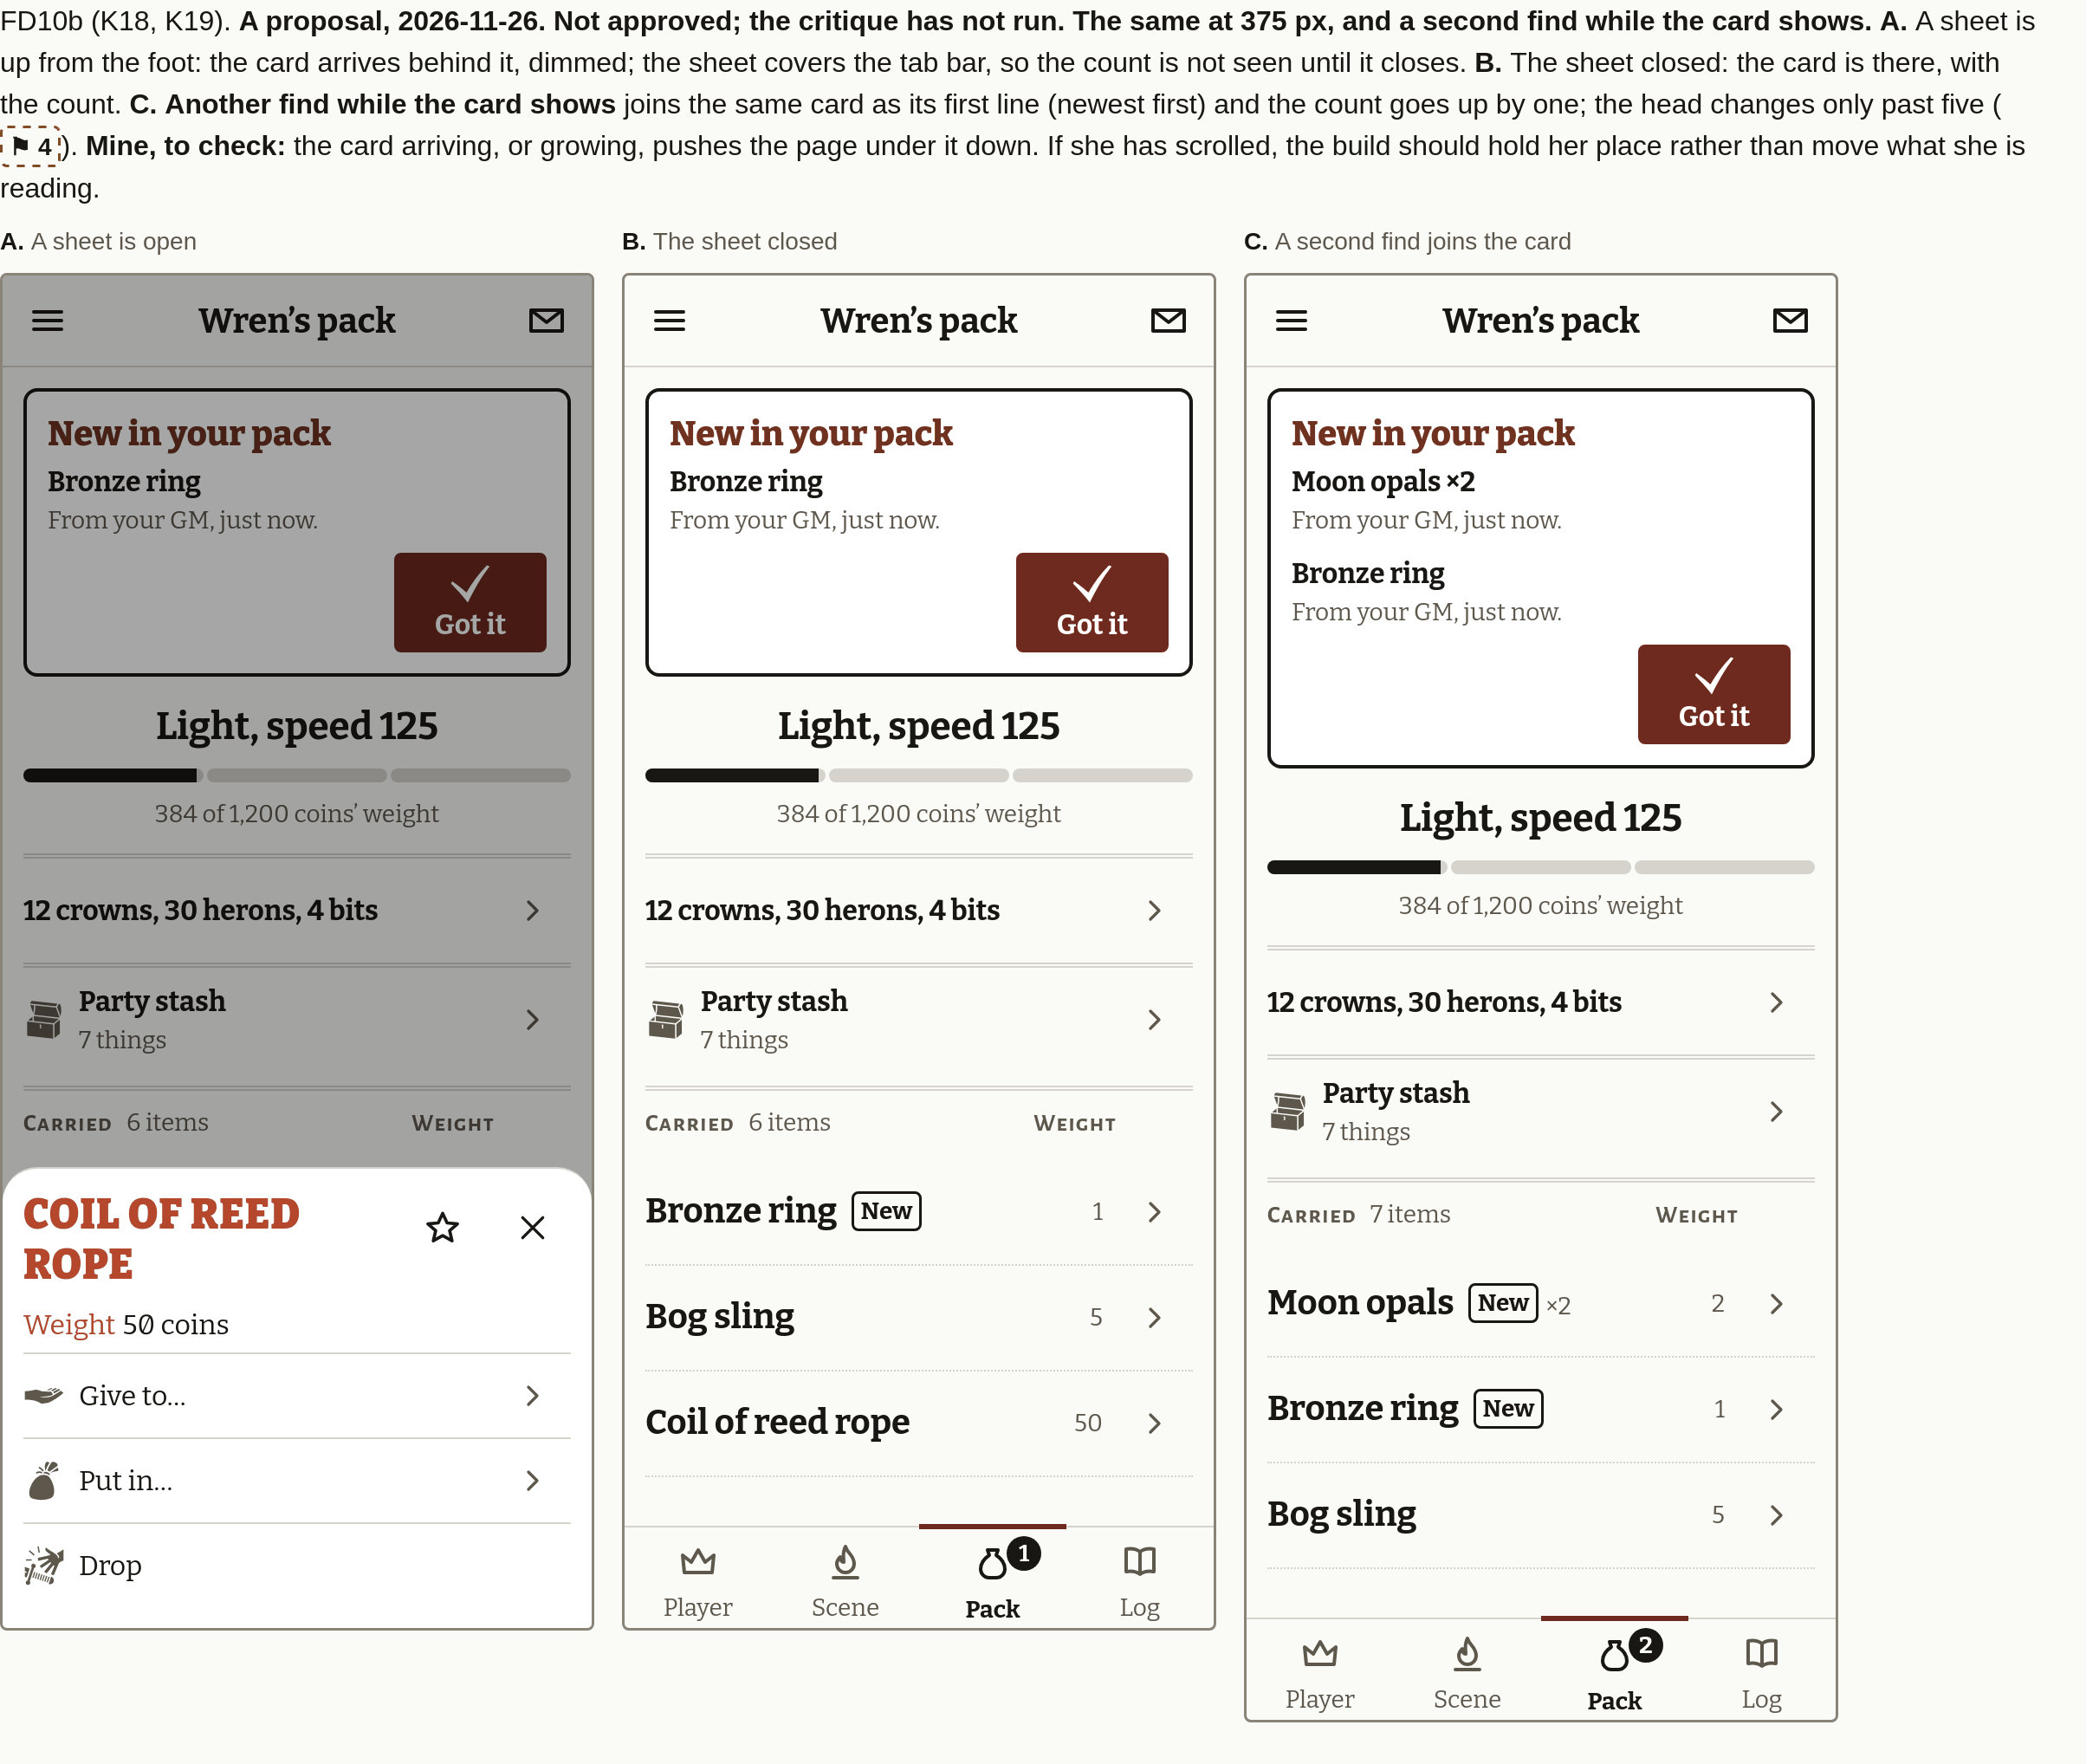 FD10b (K18, K19). A proposal, 2026-11-26. Not approved; the critique has not run. The same at 375 px, and a second find while the card shows. A. A sheet is
up from the foot: the card arrives behind it, dimmed; the sheet covers the tab bar, so the count is not seen until it closes. B. The sheet closed: the card is there, with
the count. C. Another find while the card shows joins the same card as its first line (newest first) and the count goes up by one; the head changes only past five (
⚑ 4). Mine, to check: the card arriving, or growing, pushes the page under it down. If she has scrolled, the build should hold her place rather than move what she is
reading.
A. A sheet is open
Wren’s pack
New in your pack
Bronze ring
From your GM, just now.
Got it
Light, speed 125
384 of 1,200 coins’ weight
12 crowns, 30 herons, 4 bits
Party stash
7 things
CARRIED 6 items WEIGHT
COIL OF REED
ROPE
Weight 50 coins
Give to…
Put in…
Drop
B. The sheet closed
Wren’s pack
New in your pack
Bronze ring
From your GM, just now.
Got it
Light, speed 125
384 of 1,200 coins’ weight
12 crowns, 30 herons, 4 bits
Party stash
7 things
CARRIED 6 items WEIGHT
Bronze ring New 1
Bog sling 5
Coil of reed rope 50
1
Player Scene Pack Log
C. A second find joins the card
Wren’s pack
New in your pack
Moon opals ×2
From your GM, just now.
Bronze ring
From your GM, just now.
Got it
Light, speed 125
384 of 1,200 coins’ weight
12 crowns, 30 herons, 4 bits
Party stash
7 things
CARRIED 7 items WEIGHT
Moon opals New ×2 2
Bronze ring New 1
Bog sling 5
2
Player Scene Pack Log